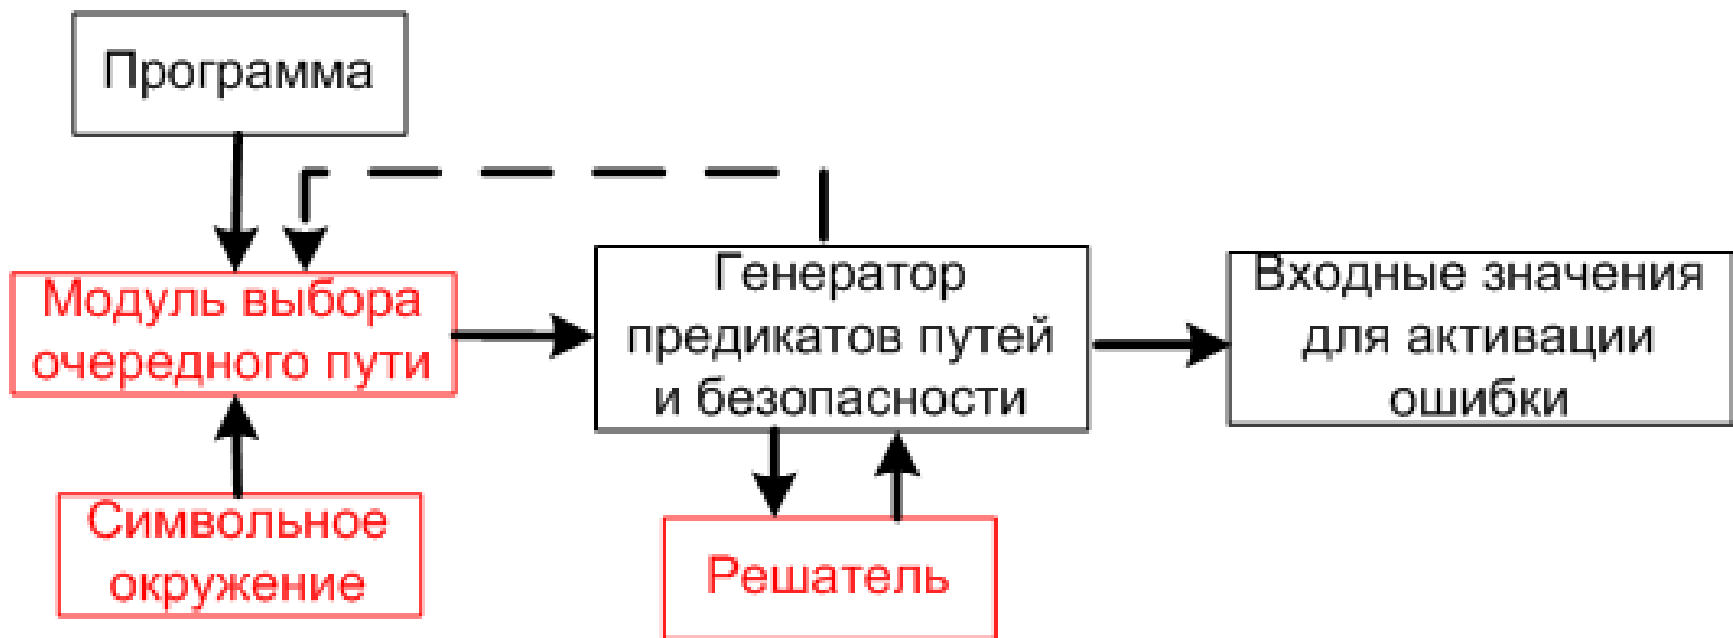 Программа
Модуль выбора
очередного пути
Символьное
окружение
Генератор
предикатов путей
и безопасности
Решатель
Входные значения
для активации
ошибки